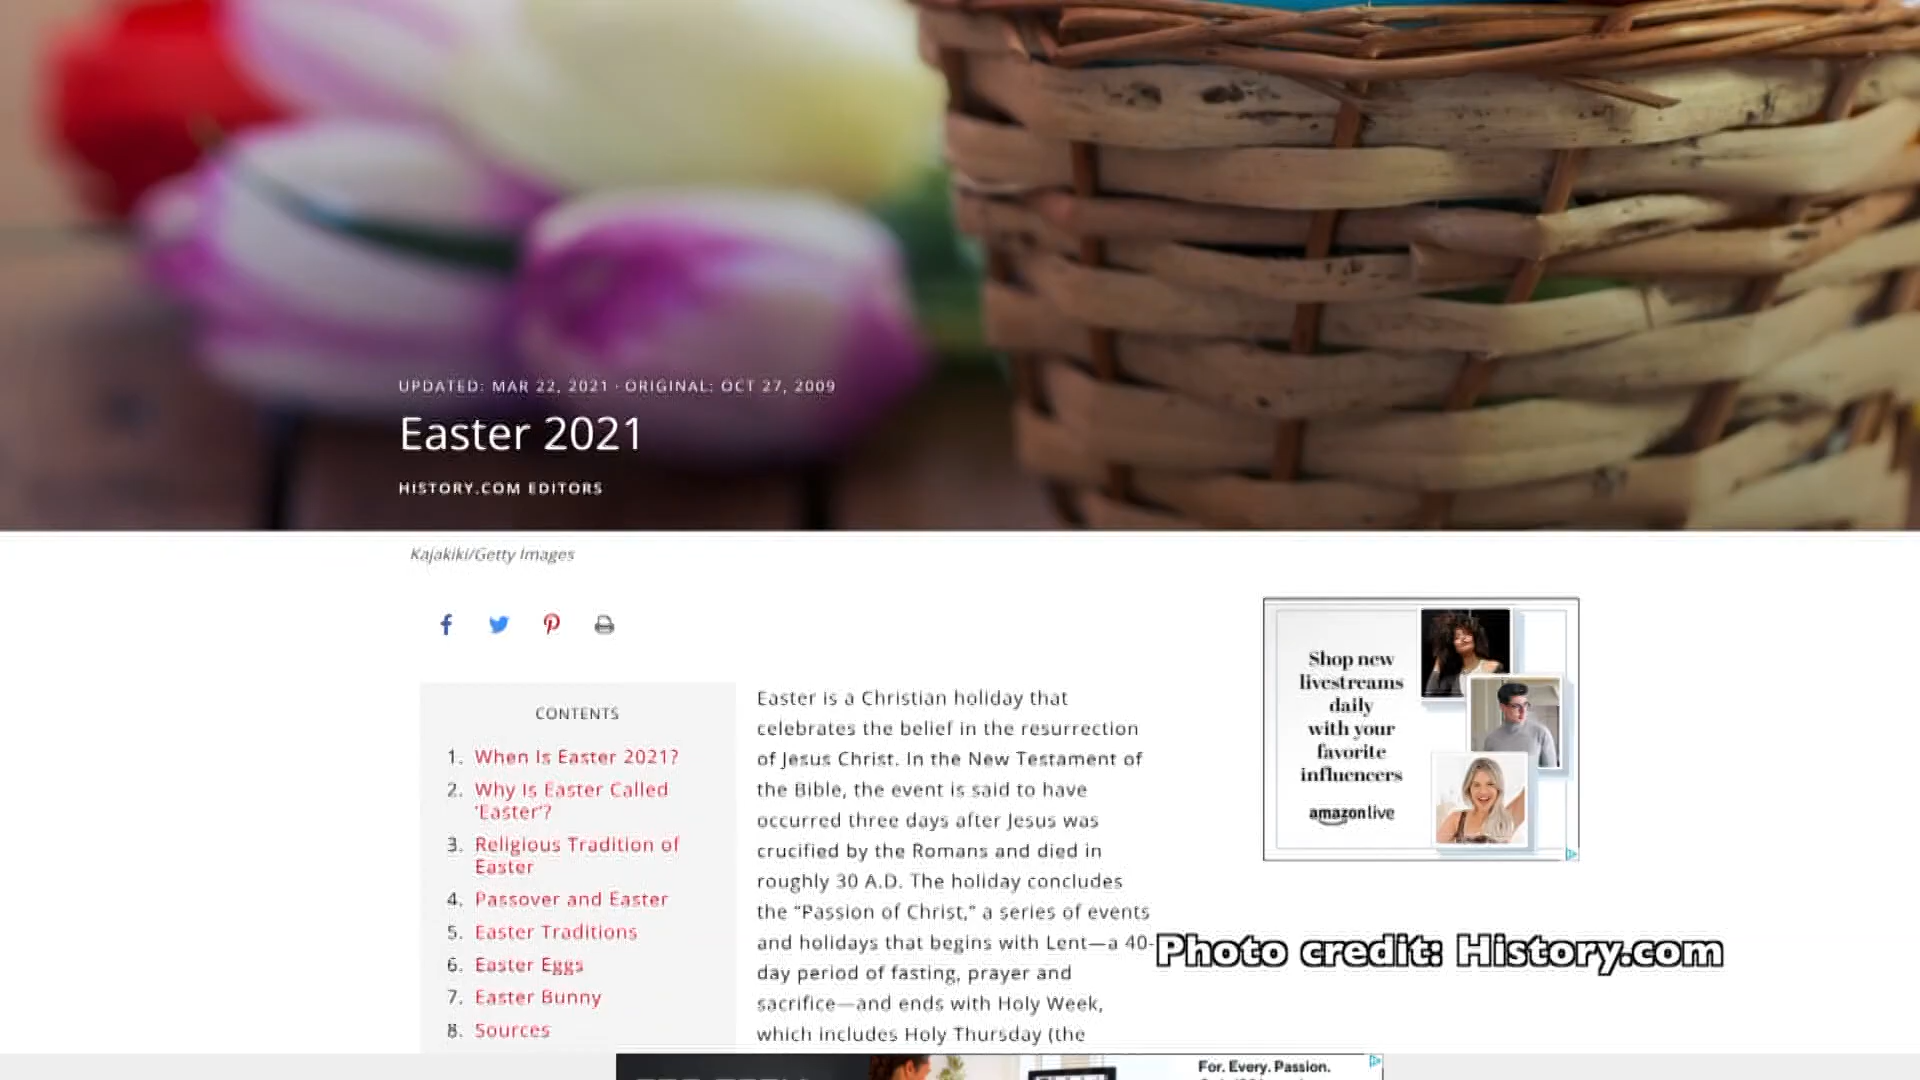 UPDATED: MAR 22, 2021 · ORIGINAL: OCT 27, 2009
Easter 2021
HISTORY.COM EDITORS
Kajakiki/Getty Images
CONTENTS
1. When Is Easter 2021?
2. Why Is Easter Called
'Easter'?
3. Religious Tradition of
Easter
4. Passover and Easter
5. Easter Traditions
6. Easter Eggs
7. Easter Bunny
8. Sources
Easter is a Christian holiday that
celebrates the belief in the resurrection
of Jesus Christ. In the New Testament of
the Bible, the event is said to have
occurred three days after Jesus was
crucified by the Romans and died in
roughly 30 A.D. The holiday concludes
the “Passion of Christ,” a series of events
and holidays that begins with Lent—a 40-
day period of fasting, prayer and
sacrifice—and ends with Holy Week,
which includes Holy Thursday (the
Shop new
livestreams
daily
with your
favorite
influencers
amazonlive
Photo credit: History.com
For. Every. Passion.